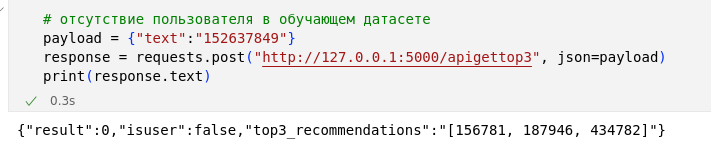 # отсутствие пользователя в обучающем датасете
payload = {"text":"152637849"}
response = requests.post("http://127.0.0.1:5000/apigettop3", json=payload)
print(response.text)
0.3s
{"result":0,"isuser":false,"top3_recommendations":"[156781, 187946, 434782]"}